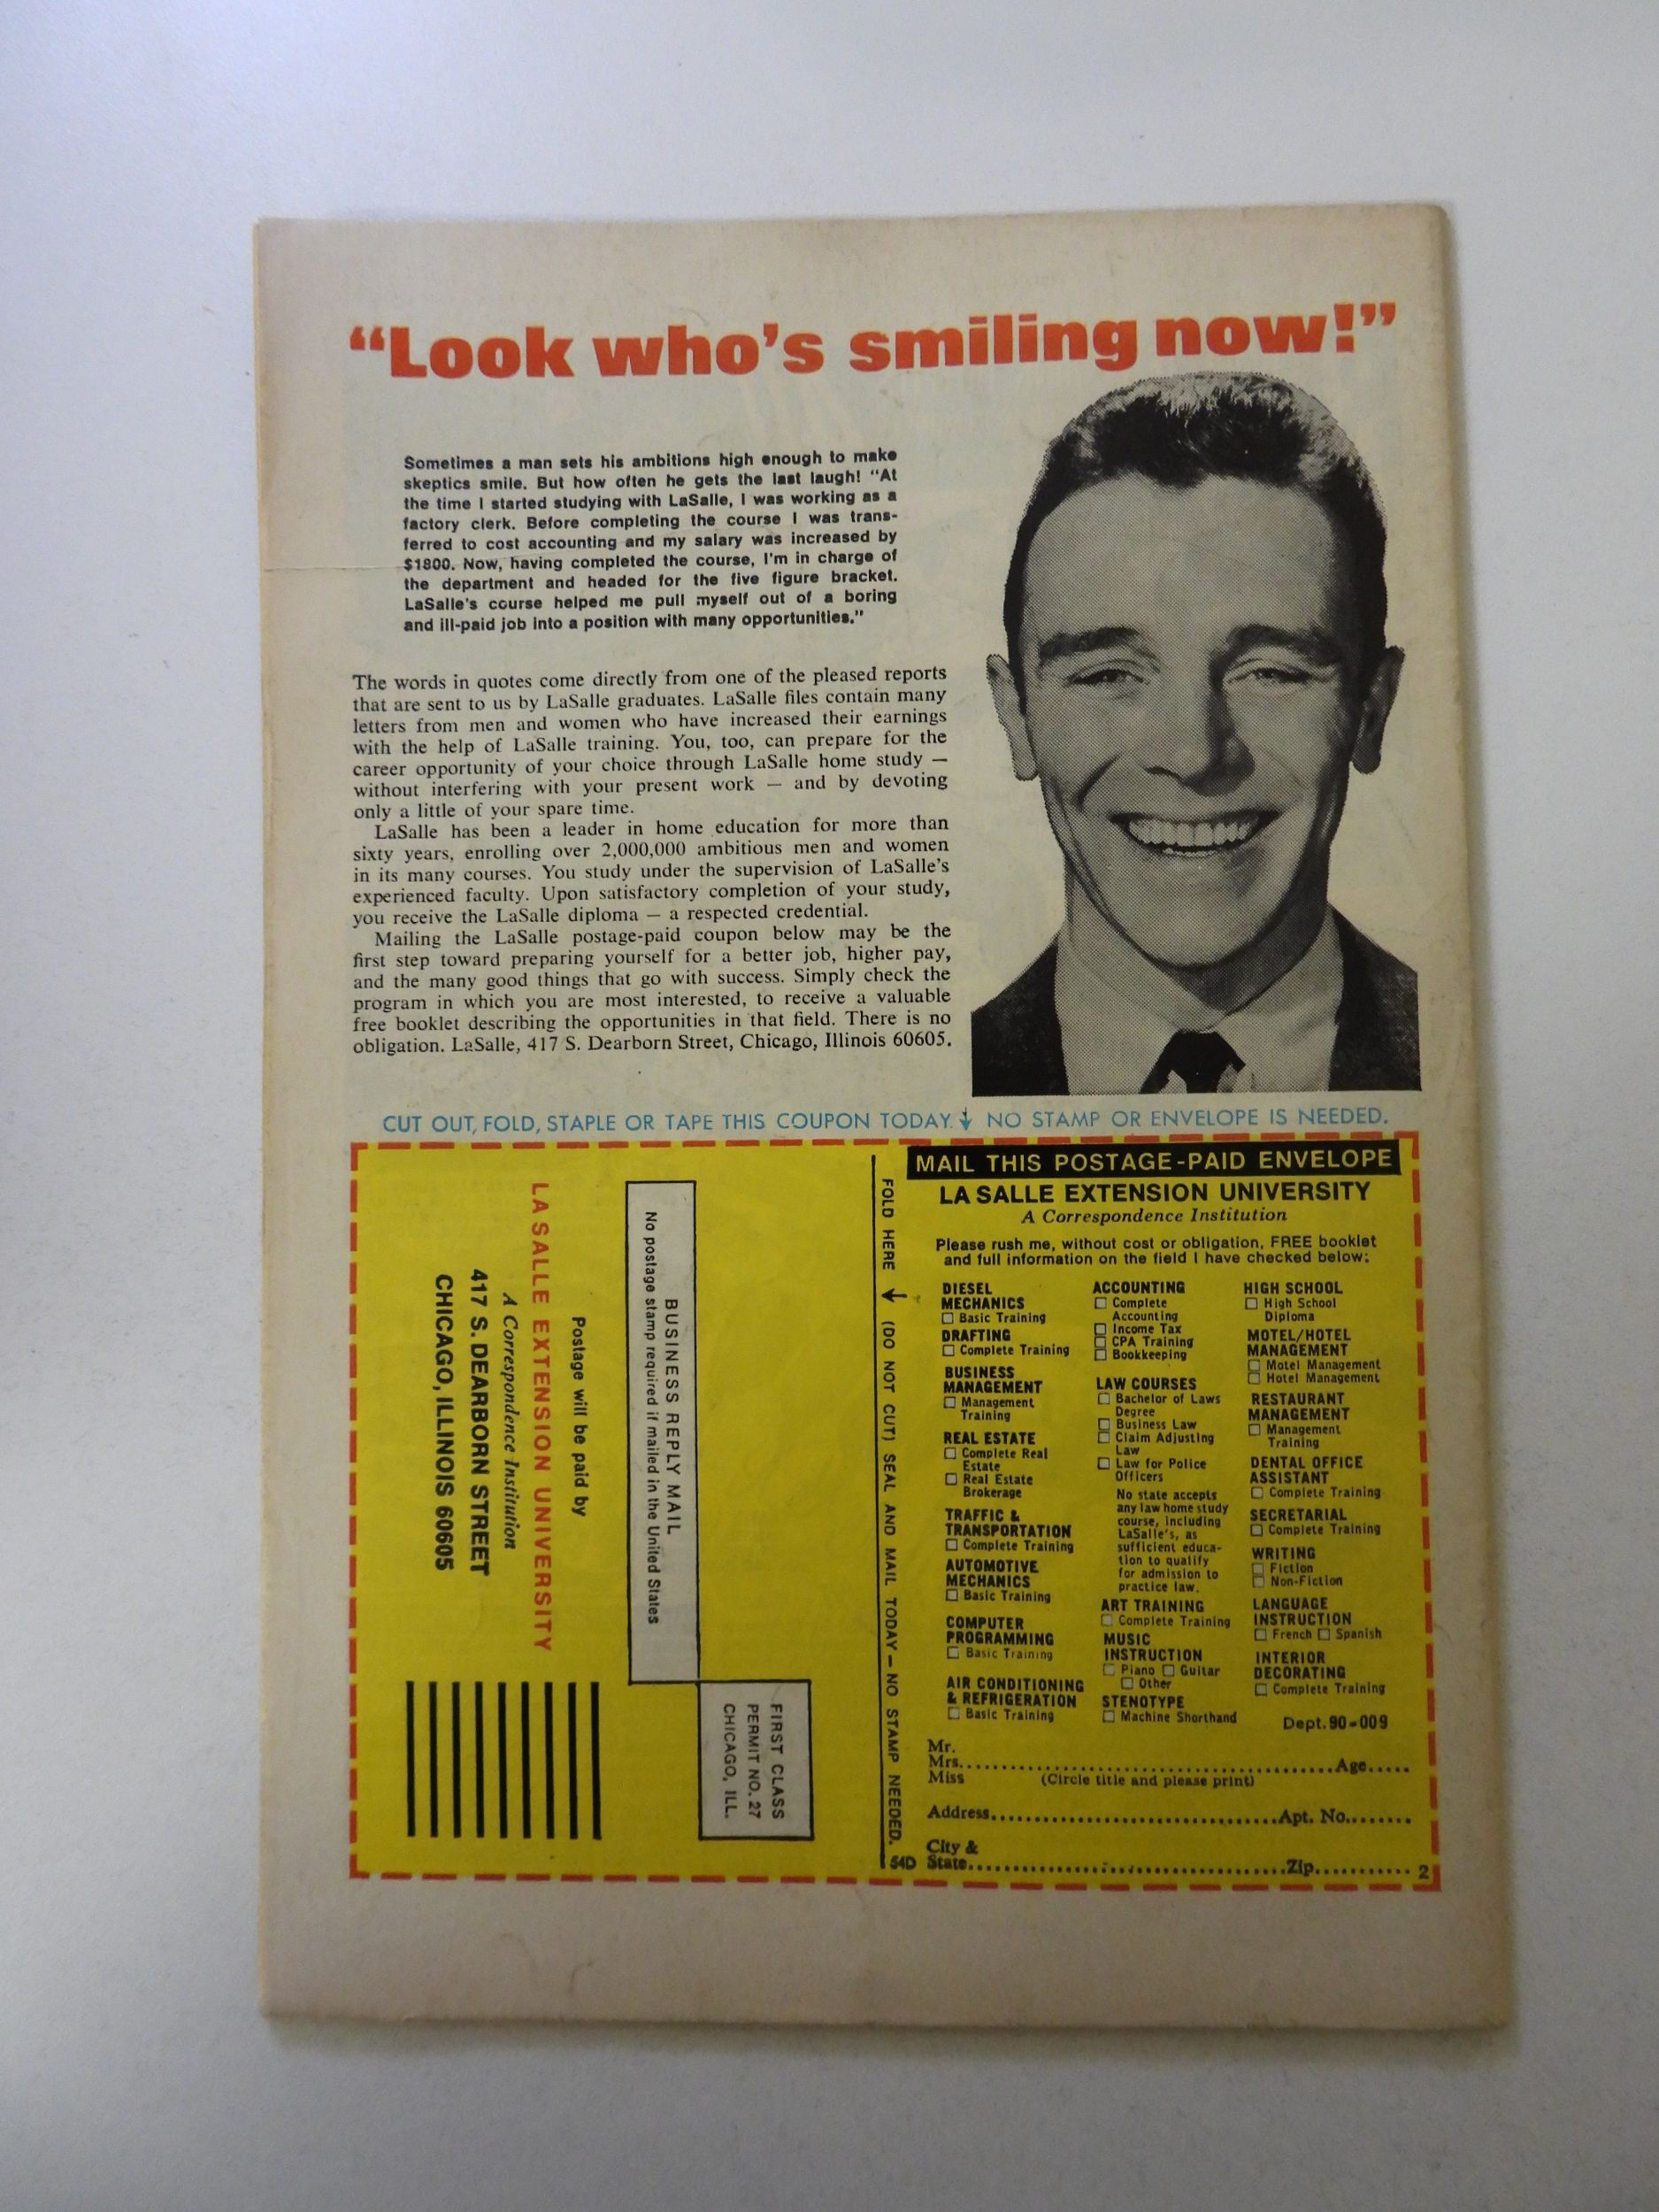 “Look who’s smiling now!”
Sometimes a man sets his ambitions high enough to make
skeptics smile. But how often he gets the last laugh! “At
the time I started studying with LaSalle, I was working as a
factory clerk. Before completing the course I was trans-
ferred to cost accounting and my salary was increased by
$1800. Now, having completed the course, I’m in charge of
the department and headed for the five figure bracket.
LaSalle’s course helped me pull myself out of a boring
and ill-paid job into a position with many opportunities.”
The words in quotes come directly from one of the pleased reports
that are sent to us by LaSalle graduates. LaSalle files contain many
letters from men and women who have increased their earnings
with the help of LaSalle training. You, too, can prepare for the
career opportunity of your choice through LaSalle home study —
without interfering with your present work — and by devoting
only a little of your spare time.
LaSalle has been a leader in home education for more than
sixty years, enrolling over 2,000,000 ambitious men and women
in its many courses. You study under the supervision of LaSalle’s
experienced faculty. Upon satisfactory completion of your study,
you receive the LaSalle diploma — a respected credential.
Mailing the LaSalle postage-paid coupon below may be the
first step toward preparing yourself for a better job, higher pay,
and the many good things that go with success. Simply check the
program in which you are most interested, to receive a valuable
free booklet describing the opportunities in that field. There is no
obligation. LaSalle, 417 S. Dearborn Street, Chicago, Illinois 60605.
CUT OUT, FOLD, STAPLE OR TAPE THIS COUPON TODAY. NO STAMP OR ENVELOPE IS NEEDED.
FIRST CLASS
PERMIT NO. 27
CHICAGO, ILL.
BUSINESS REPLY MAIL
No postage stamp required if mailed in the United States
Postage will be paid by
LA SALLE EXTENSION UNIVERSITY
A Correspondence Institution
417 S. DEARBORN STREET
CHICAGO, ILLINOIS 60605
FOLD HERE (DO NOT CUT) SEAL AND MAIL TODAY—NO STAMP NEEDED.
MAIL THIS POSTAGE-PAID ENVELOPE
LA SALLE EXTENSION UNIVERSITY
A Correspondence Institution
Please rush me, without cost or obligation, FREE booklet
and full information on the field I have checked below:
DIESEL
MECHANICS
☐ Basic Training
DRAFTING
☐ Complete Training
BUSINESS
MANAGEMENT
☐ Management
Training
REAL ESTATE
☐ Complete Real
Estate
☐ Real Estate
Brokerage
TRAFFIC &
TRANSPORTATION
☐ Complete Training
AUTOMOTIVE
MECHANICS
☐ Basic Training
COMPUTER
PROGRAMMING
☐ Basic Training
AIR CONDITIONING
& REFRIGERATION
☐ Basic Training
ACCOUNTING
☐ Complete
Accounting
☐ Income Tax
☐ CPA Training
☐ Bookkeeping
LAW COURSES
☐ Bachelor of Laws
Degree
☐ Business Law
☐ Claim Adjusting
Law
☐ Law for Police
Officers
No state accepts
any law home study
course, including
LaSalle’s, as
sufficient educa-
tion to qualify
for admission to
practice law.
ART TRAINING
☐ Complete Training
MUSIC
INSTRUCTION
☐ Piano ☐ Guitar
☐ Other
STENOTYPE
☐ Machine Shorthand
HIGH SCHOOL
☐ High School
Diploma
MOTEL/HOTEL
MANAGEMENT
☐ Motel Management
☐ Hotel Management
RESTAURANT
MANAGEMENT
☐ Management
Training
DENTAL OFFICE
ASSISTANT
☐ Complete Training
SECRETARIAL
☐ Complete Training
WRITING
☐ Fiction
☐ Non-Fiction
LANGUAGE
INSTRUCTION
☐ French ☐ Spanish
INTERIOR
DECORATING
☐ Complete Training
Dept. 90-009
Mr.
Mrs. Age
Miss (Circle title and please print)
Address Apt. No.
City &
State Zip
54D
2